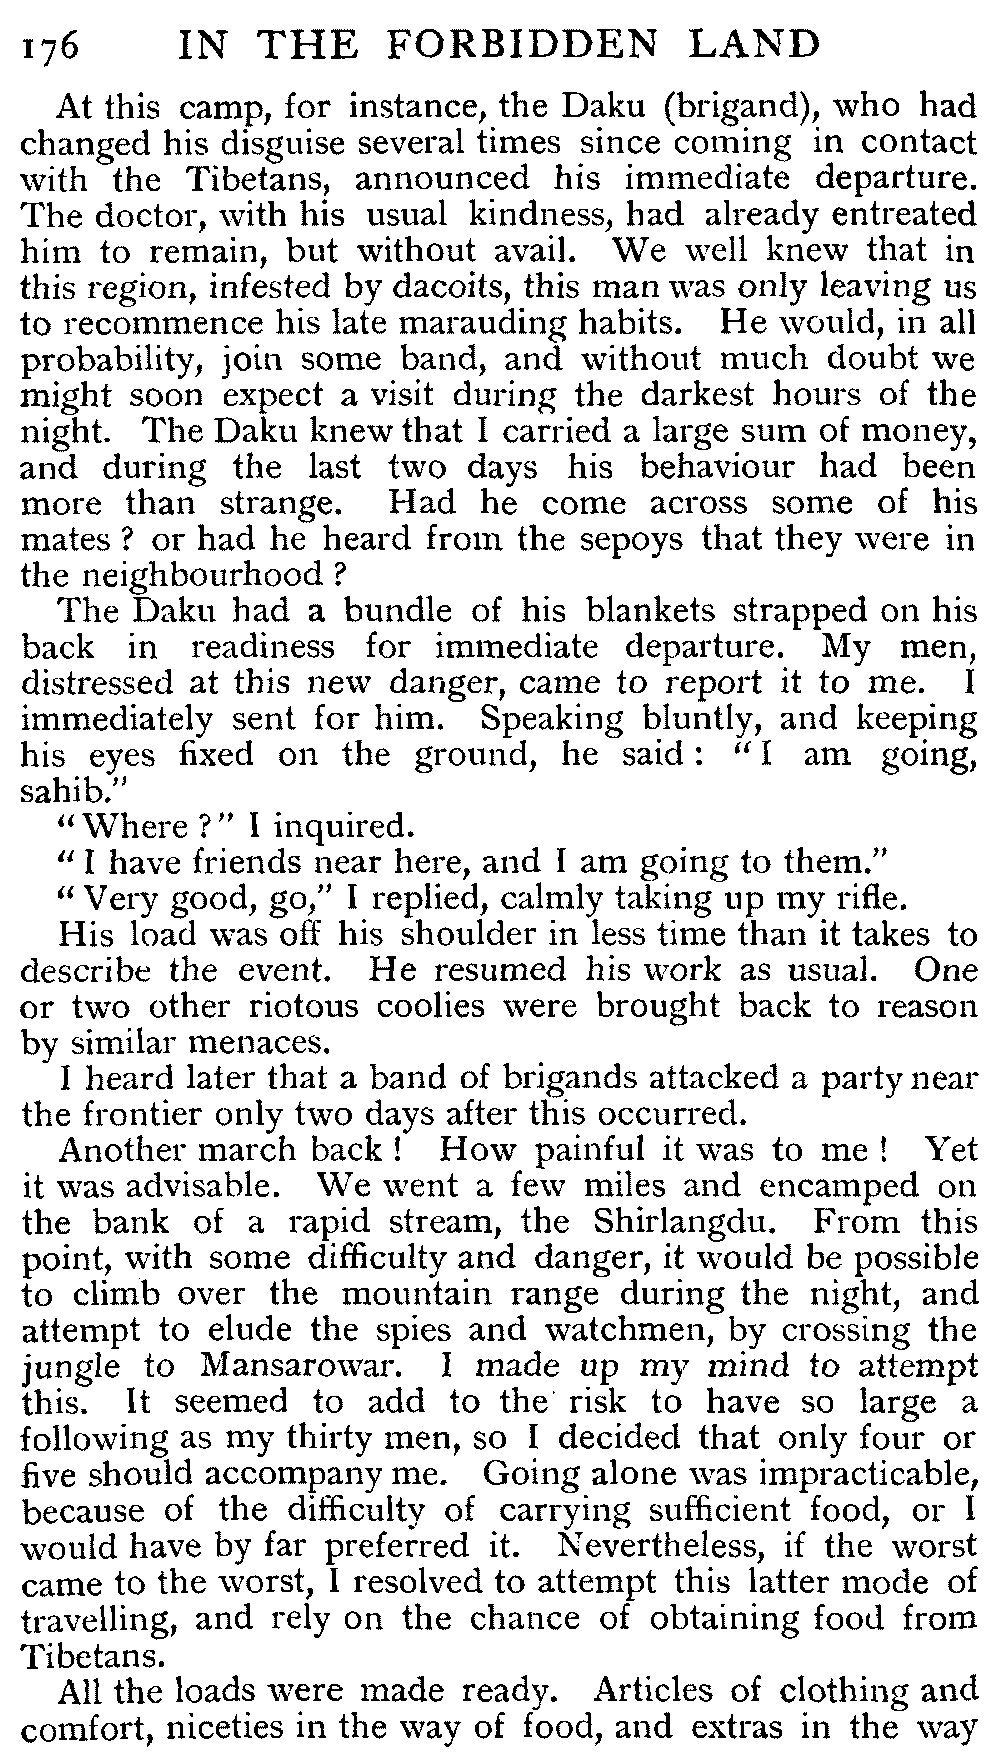 176 IN THE FORBIDDEN LAND
At this camp, for instance, the Daku (brigand), who had
changed his disguise several times since coming in contact
with the Tibetans, announced his immediate departure.
The doctor, with his usual kindness, had already entreated
him to remain, but without avail. We well knew that in
this region, infested by dacoits, this man was only leaving us
to recommence his late marauding habits. He would, in all
probability, join some band, and without much doubt we
might soon expect a visit during the darkest hours of the
night. The Daku knew that I carried a large sum of money,
and during the last two days his behaviour had been
more than strange. Had he come across some of his
mates ? or had he heard from the sepoys that they were in
the neighbourhood ?
The Daku had a bundle of his blankets strapped on his
back in readiness for immediate departure. My men,
distressed at this new danger, came to report it to me. I
immediately sent for him. Speaking bluntly, and keeping
his eyes fixed on the ground, he said : “ I am going,
sahib.”
“ Where ? ” I inquired.
“ I have friends near here, and I am going to them.”
“ Very good, go,” I replied, calmly taking up my rifle.
His load was off his shoulder in less time than it takes to
describe the event. He resumed his work as usual. One
or two other riotous coolies were brought back to reason
by similar menaces.
I heard later that a band of brigands attacked a party near
the frontier only two days after this occurred.
Another march back ! How painful it was to me ! Yet
it was advisable. We went a few miles and encamped on
the bank of a rapid stream, the Shirlangdu. From this
point, with some difficulty and danger, it would be possible
to climb over the mountain range during the night, and
attempt to elude the spies and watchmen, by crossing the
jungle to Mansarowar. I made up my mind to attempt
this. It seemed to add to the risk to have so large a
following as my thirty men, so I decided that only four or
five should accompany me. Going alone was impracticable,
because of the difficulty of carrying sufficient food, or I
would have by far preferred it. Nevertheless, if the worst
came to the worst, I resolved to attempt this latter mode of
travelling, and rely on the chance of obtaining food from
Tibetans.
All the loads were made ready. Articles of clothing and
comfort, niceties in the way of food, and extras in the way